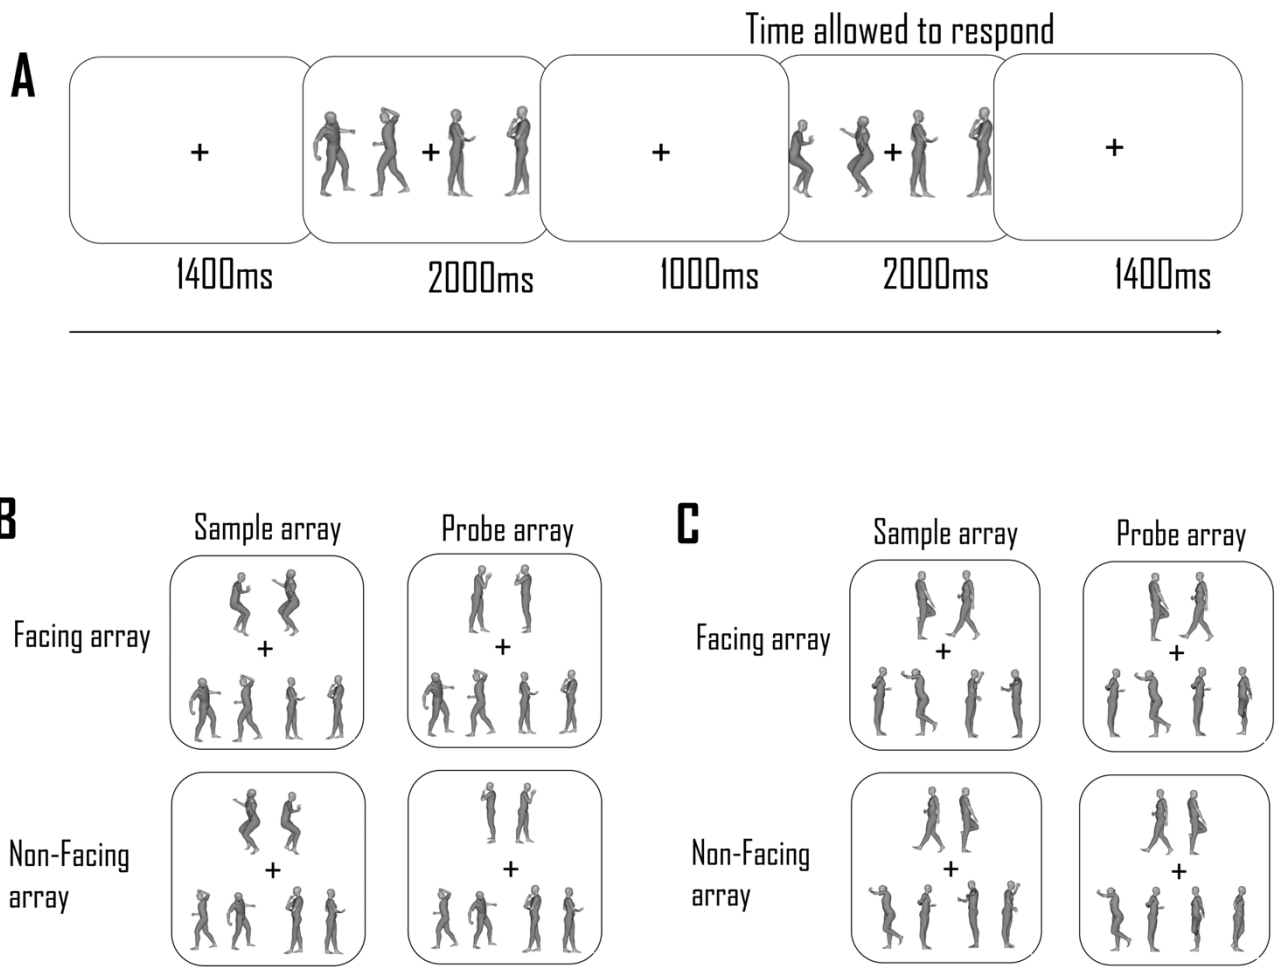 Time allowed to respond
A
+
+
+
+
+
1400ms
2000ms
1000ms
2000ms
1400ms
B
Sample array
Probe array
Facing array
+
+
Non-Facing
array
+
+
C
Sample array
Probe array
Facing array
+
+
Non-Facing
array
+
+